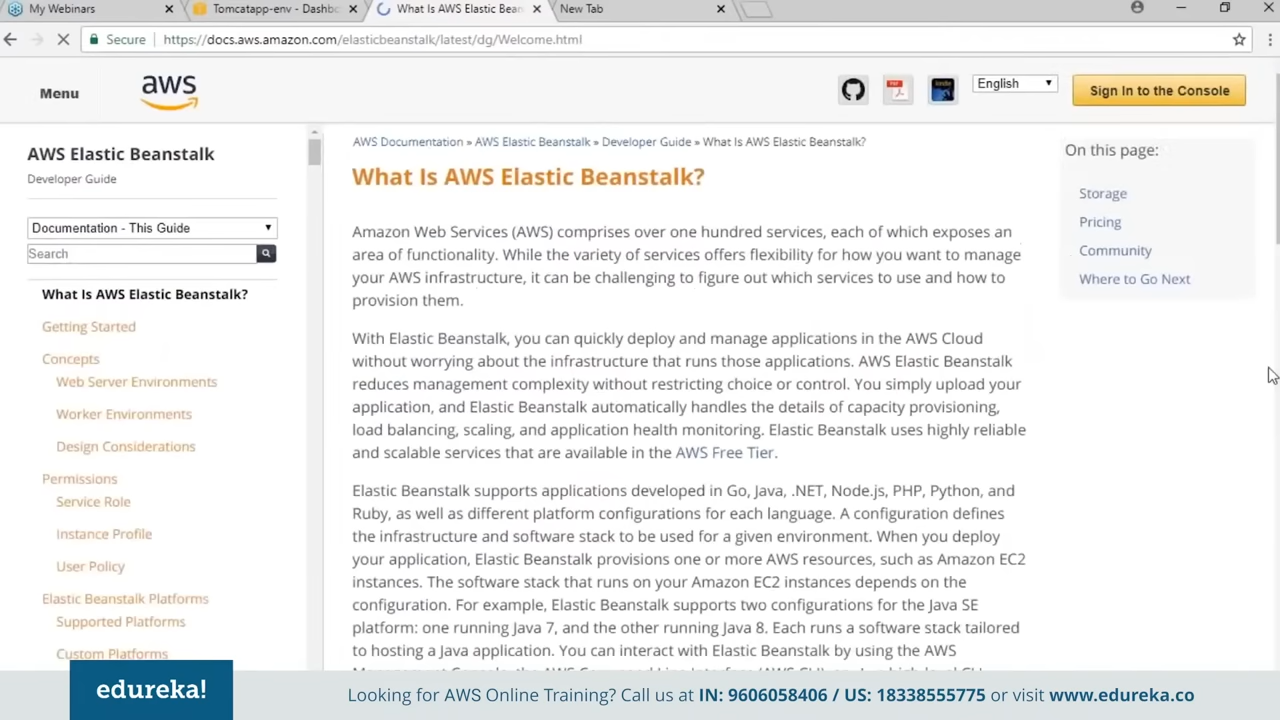 My Webinars
Tomcatapp-env - Dashbo
What Is AWS Elastic Bean
New Tab
Secure
https://docs.aws.amazon.com/elasticbeanstalk/latest/dg/Welcome.html
Menu
aws
English
Sign In to the Console
AWS Elastic Beanstalk
Developer Guide
Documentation - This Guide
Search
What Is AWS Elastic Beanstalk?
Getting Started
Concepts
Web Server Environments
Worker Environments
Design Considerations
Permissions
Service Role
Instance Profile
User Policy
Elastic Beanstalk Platforms
Supported Platforms
Custom Platforms
AWS Documentation » AWS Elastic Beanstalk » Developer Guide » What Is AWS Elastic Beanstalk?
What Is AWS Elastic Beanstalk?
Amazon Web Services (AWS) comprises over one hundred services, each of which exposes an
area of functionality. While the variety of services offers flexibility for how you want to manage
your AWS infrastructure, it can be challenging to figure out which services to use and how to
provision them.
With Elastic Beanstalk, you can quickly deploy and manage applications in the AWS Cloud
without worrying about the infrastructure that runs those applications. AWS Elastic Beanstalk
reduces management complexity without restricting choice or control. You simply upload your
application, and Elastic Beanstalk automatically handles the details of capacity provisioning,
load balancing, scaling, and application health monitoring. Elastic Beanstalk uses highly reliable
and scalable services that are available in the AWS Free Tier.
Elastic Beanstalk supports applications developed in Go, Java, .NET, Node.js, PHP, Python, and
Ruby, as well as different platform configurations for each language. A configuration defines
the infrastructure and software stack to be used for a given environment. When you deploy
your application, Elastic Beanstalk provisions one or more AWS resources, such as Amazon EC2
instances. The software stack that runs on your Amazon EC2 instances depends on the
configuration. For example, Elastic Beanstalk supports two configurations for the Java SE
platform: one running Java 7, and the other running Java 8. Each runs a software stack tailored
to hosting a Java application. You can interact with Elastic Beanstalk by using the AWS
On this page:
Storage
Pricing
Community
Where to Go Next
edureka!
Looking for AWS Online Training? Call us at IN: 9606058406 / US: 18338555775 or visit www.edureka.co